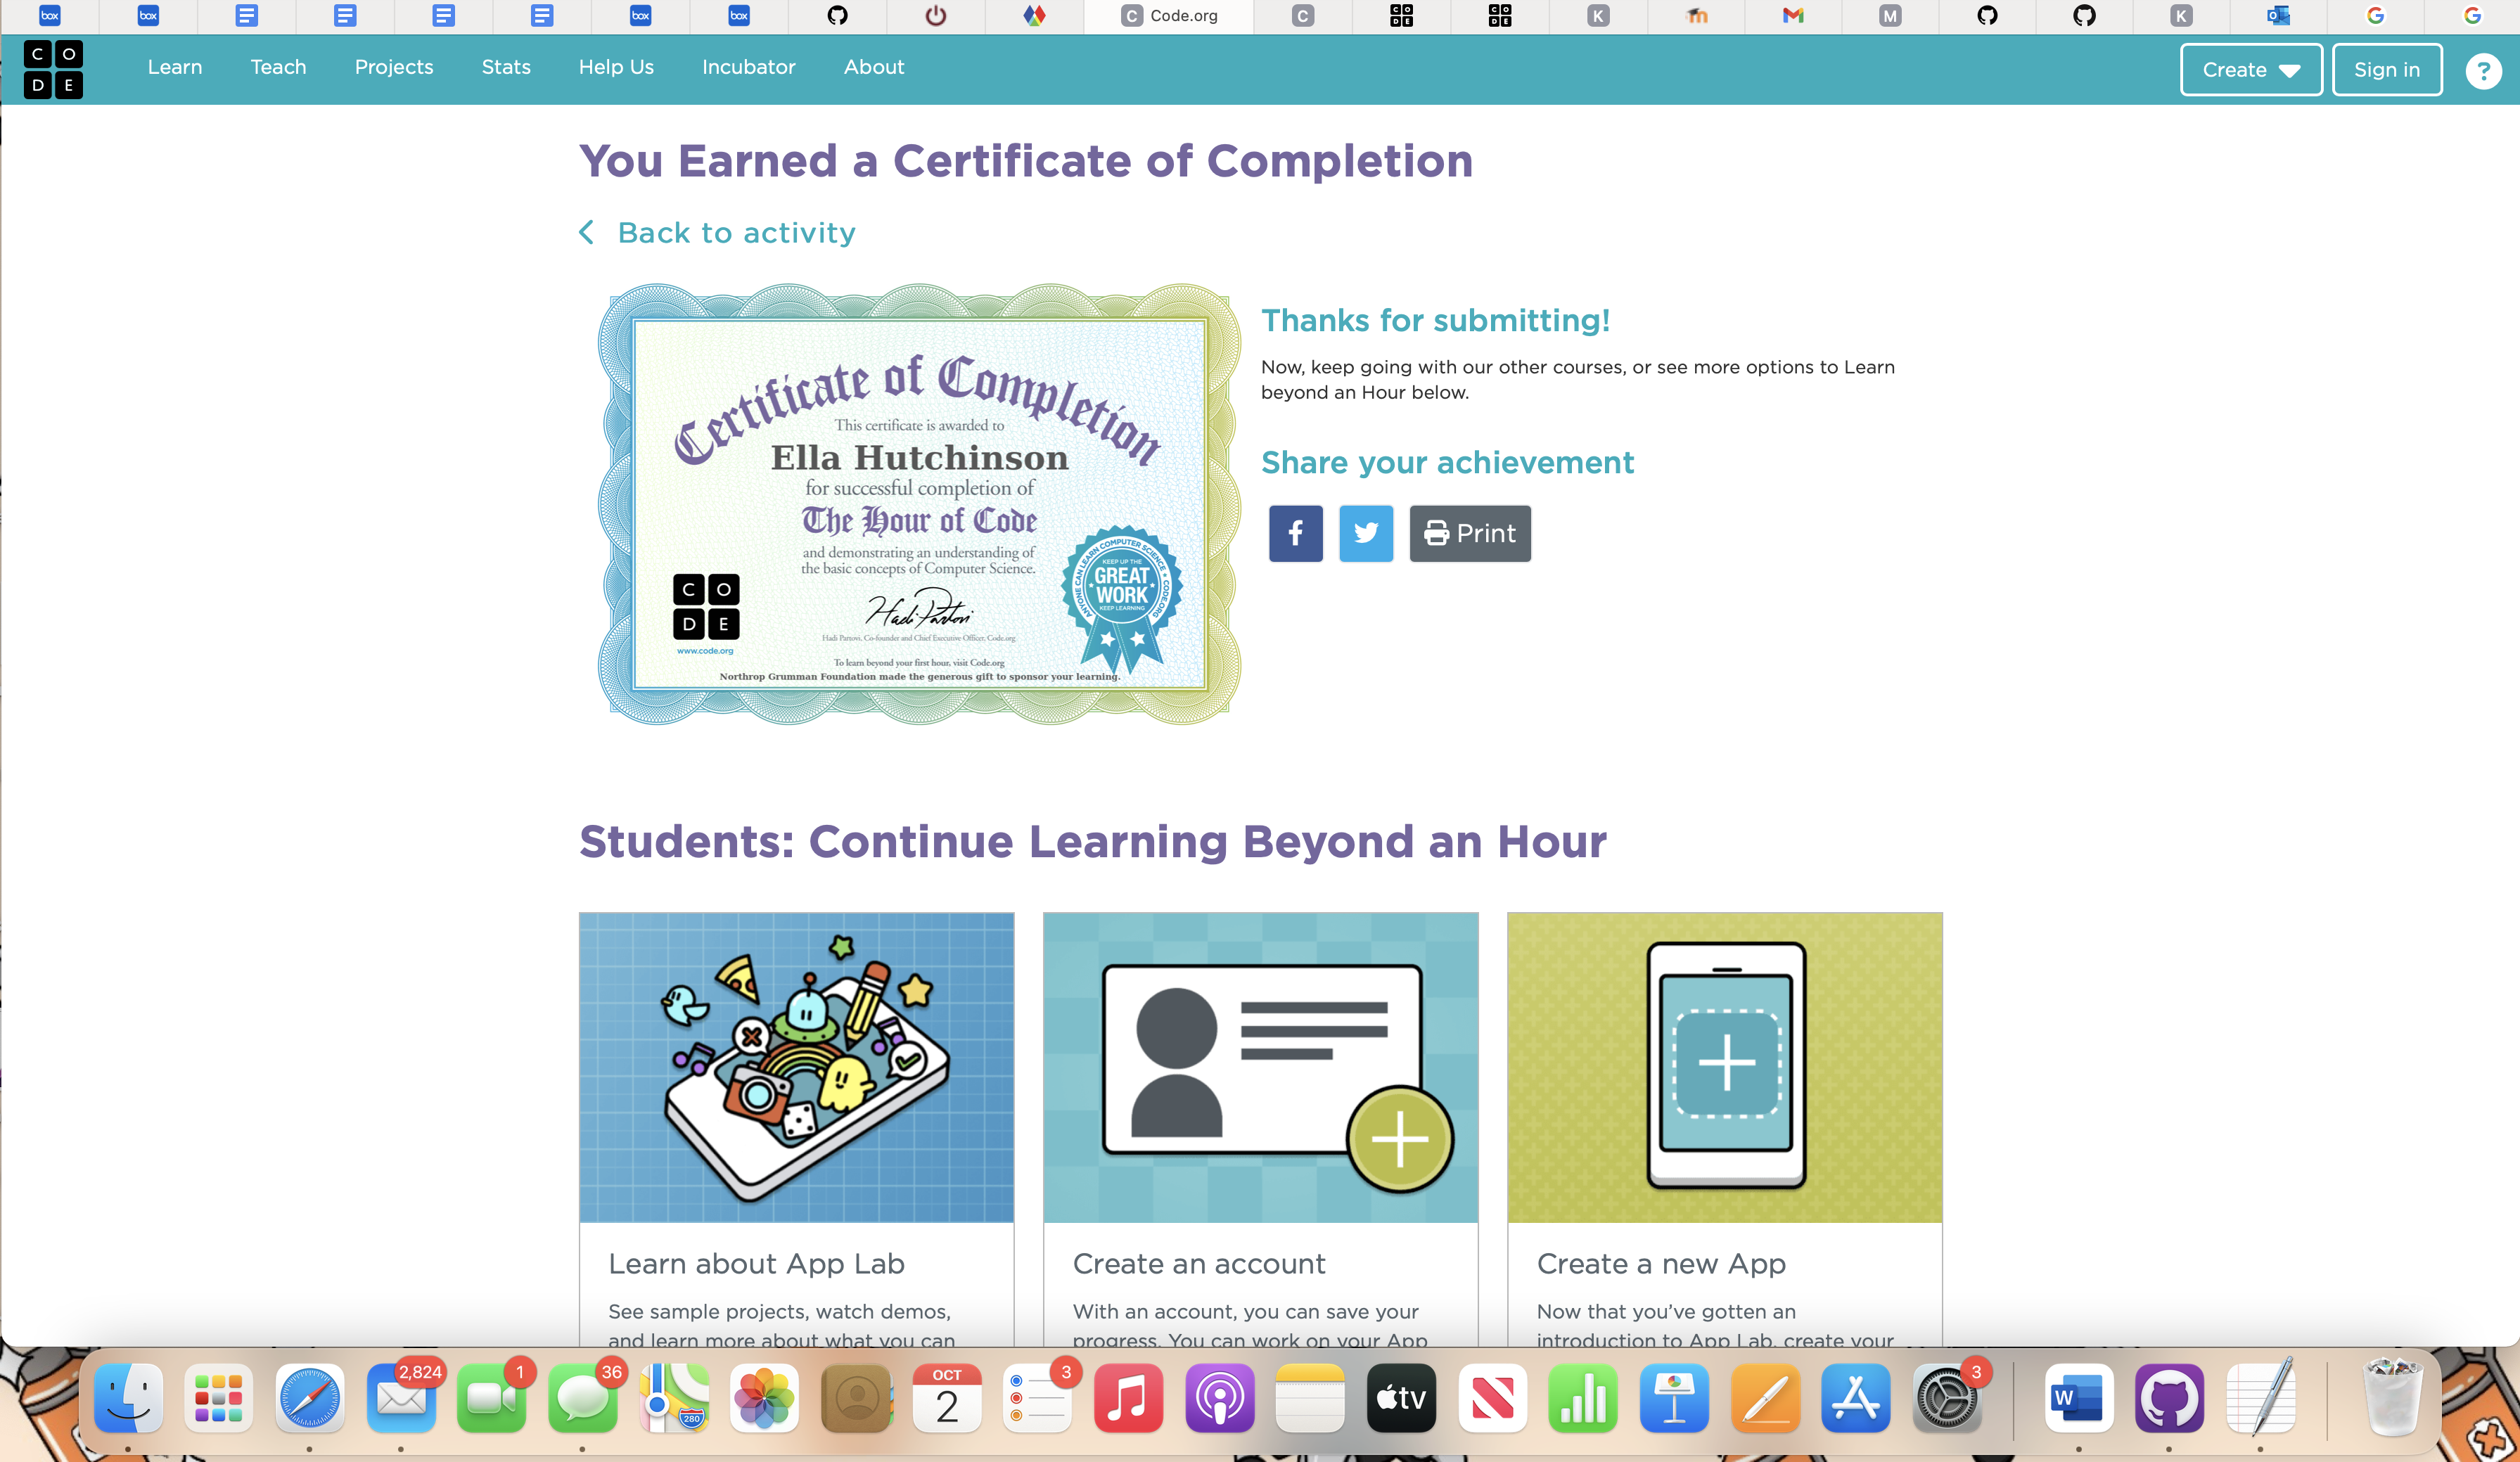 box
box
box
box
C Code.org
C
CODE
CODE
K
m
M
K
CODE
Learn
Teach
Projects
Stats
Help Us
Incubator
About
Create
Sign in
?
You Earned a Certificate of Completion
Back to activity
Certificate of Completion
This certificate is awarded to
Ella Hutchinson
for successful completion of
The Hour of Code
and demonstrating an understanding of
the basic concepts of Computer Science.
CODE
www.code.org
Hadi Partovi
Hadi Partovi, Co-founder and Chief Executive Officer, Code.org
To learn beyond your first hour, visit Code.org
Northrop Grumman Foundation made the generous gift to sponsor your learning.
ANYONE CAN LEARN COMPUTER SCIENCE • CODE.ORG
KEEP UP THE
GREAT
WORK
KEEP LEARNING
Thanks for submitting!
Now, keep going with our other courses, or see more options to Learn
beyond an Hour below.
Share your achievement
Print
Students: Continue Learning Beyond an Hour
Learn about App Lab
See sample projects, watch demos,
and learn more about what you can
Create an account
With an account, you can save your
progress. You can work on your App
Create a new App
Now that you’ve gotten an
introduction to App Lab, create your
2,824
1
36
280
OCT
2
3
tv
3
W